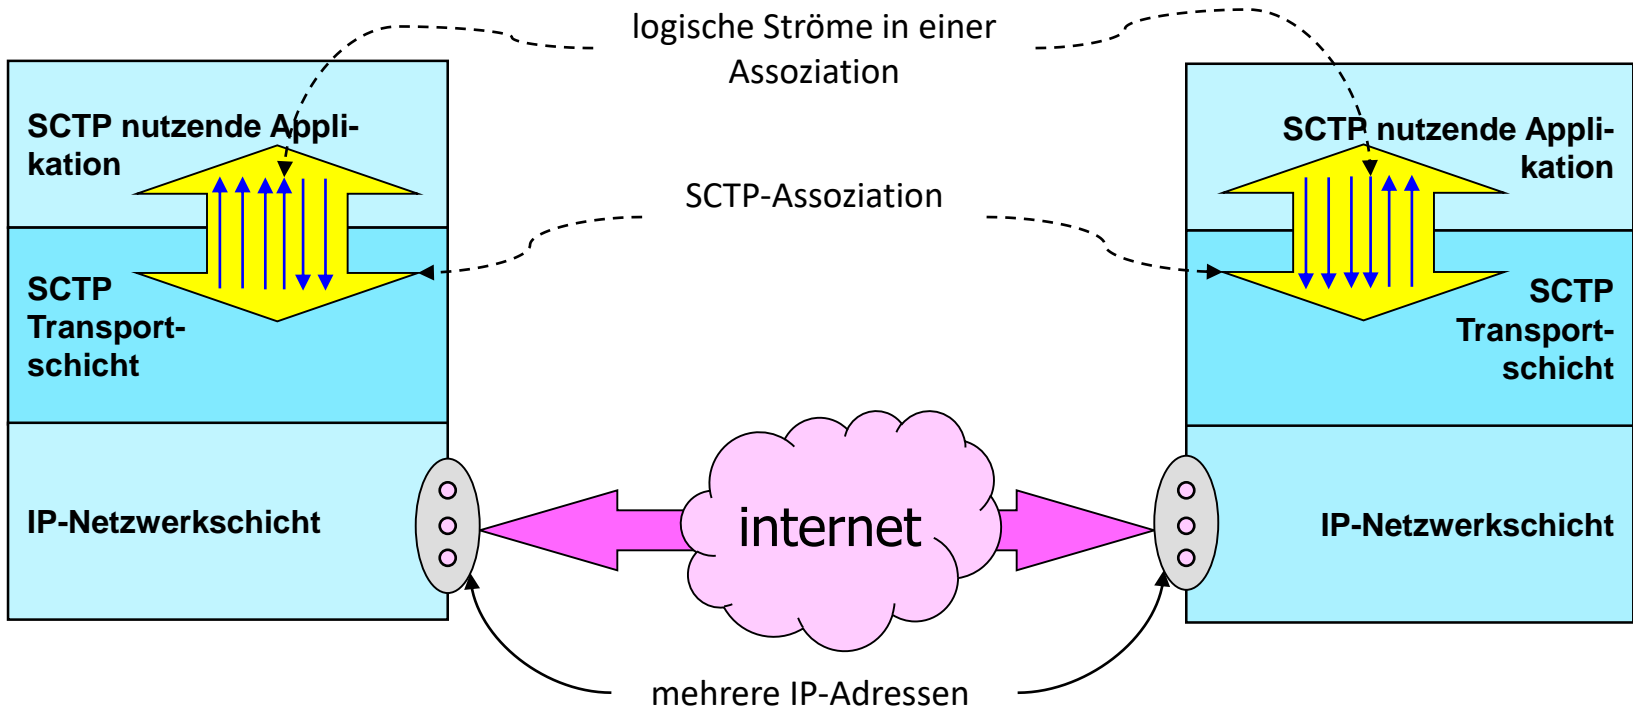 logische Ströme in einer
Assoziation
SCTP nutzende Appli-
kation
SCTP nutzende Appli-
kation
SCTP-Assoziation
SCTP
Transport-
schicht
SCTP
Transport-
schicht
IP-Netzwerkschicht
internet
IP-Netzwerkschicht
mehrere IP-Adressen